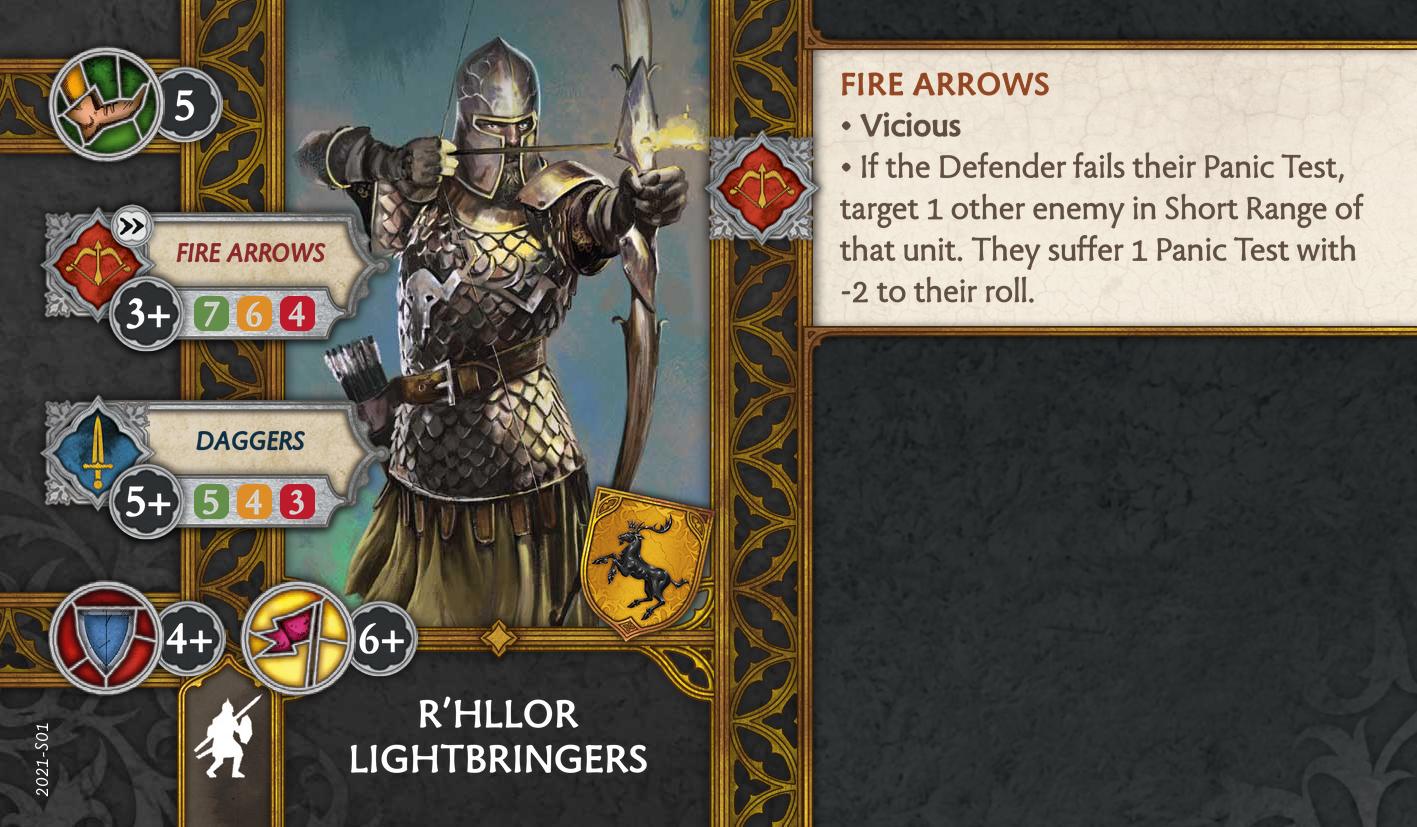 5
FIRE ARROWS
3+
7 6 4
DAGGERS
5+
5 4 3
4+
6+
R'HLLOR
LIGHTBRINGERS
2021-S01
FIRE ARROWS
• Vicious
• If the Defender fails their Panic Test,
target 1 other enemy in Short Range of
that unit. They suffer 1 Panic Test with
-2 to their roll.